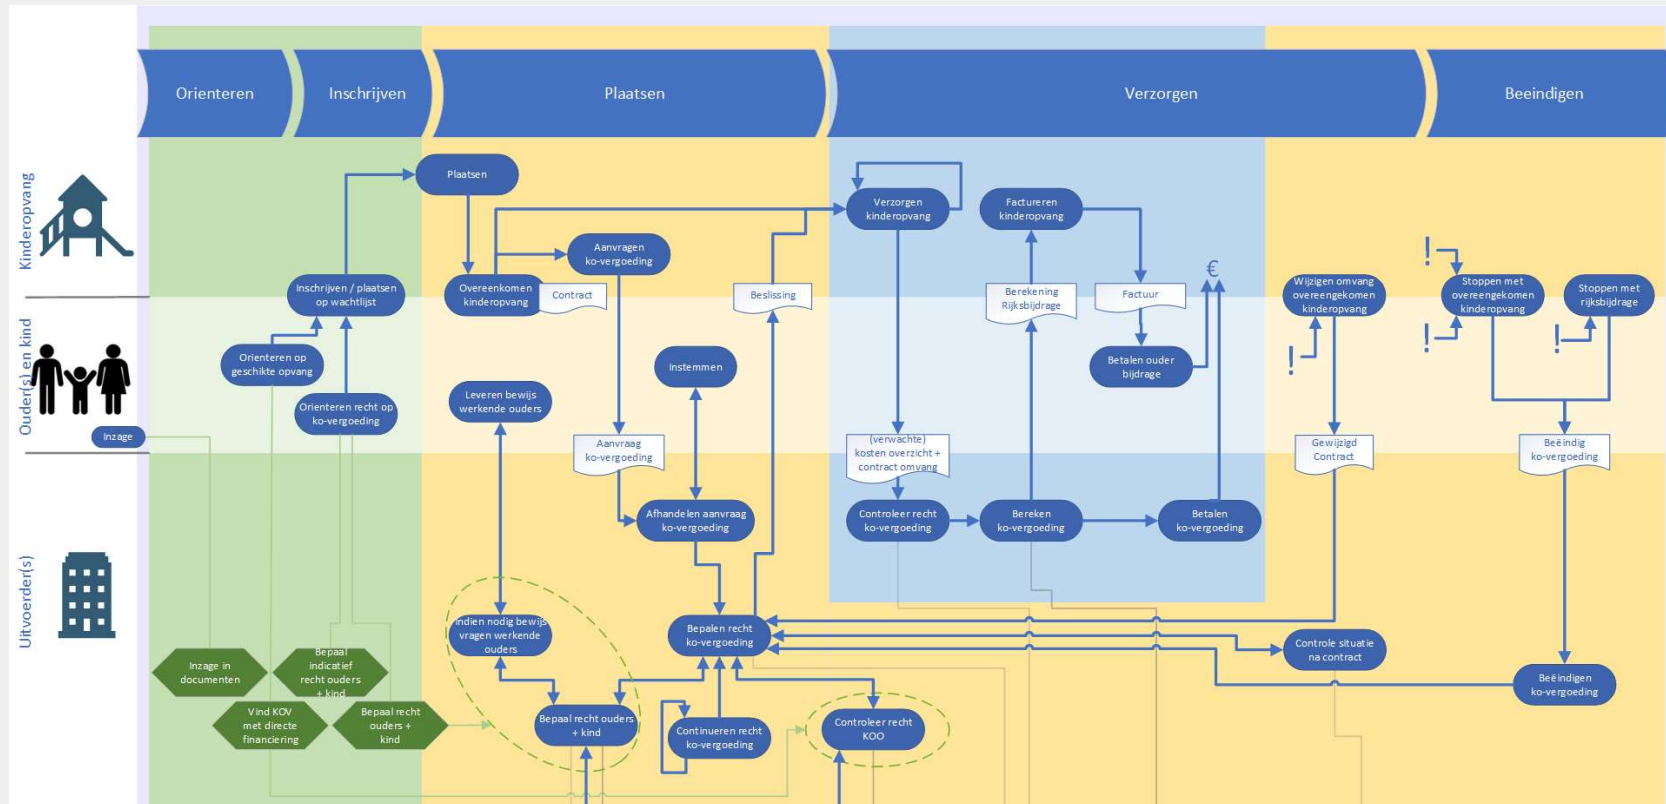 Orienteren
Inschrijven
Plaatsen
Verzorgen
Beeindigen
Kinderopvang
Plaatsen
Verzorgen
kinderopvang
Factureren
kinderopvang
Aanvragen
ko-vergoeding
Inschrijven / plaatsen
op wachtlijst
Overeenkomen
kinderopvang
Contract
Beslissing
Berekening
Rijksbijdrage
Factuur
€
Wijzigen omvang
overeengekomen
kinderopvang
!
!
Stoppen met
overeengekomen
kinderopvang
!
Stoppen met
rijksbijdrage
!
Ouder(s) en kind
Orienteren op
geschikte opvang
Instemmen
Betalen ouder
bijdrage
Leveren bewijs
werkende ouders
Orienteren recht op
ko-vergoeding
Inzage
Aanvraag
ko-vergoeding
(verwachte)
kosten overzicht +
contract omvang
Gewijzigd
Contract
Beëindig
ko-vergoeding
Uitvoerder(s)
Afhandelen aanvraag
ko-vergoeding
Controleer recht
ko-vergoeding
Bereken
ko-vergoeding
Betalen
ko-vergoeding
Indien nodig bewijs
vragen werkende
ouders
Bepalen recht
ko-vergoeding
Controle situatie
na contract
Inzage in
documenten
Bepaal
indicatief
recht ouders
+ kind
Beëindigen
ko-vergoeding
Vind KOV
met directe
financiering
Bepaal recht
ouders +
kind
Bepaal recht ouders
+ kind
Continueren recht
ko-vergoeding
Controleer recht
KOO